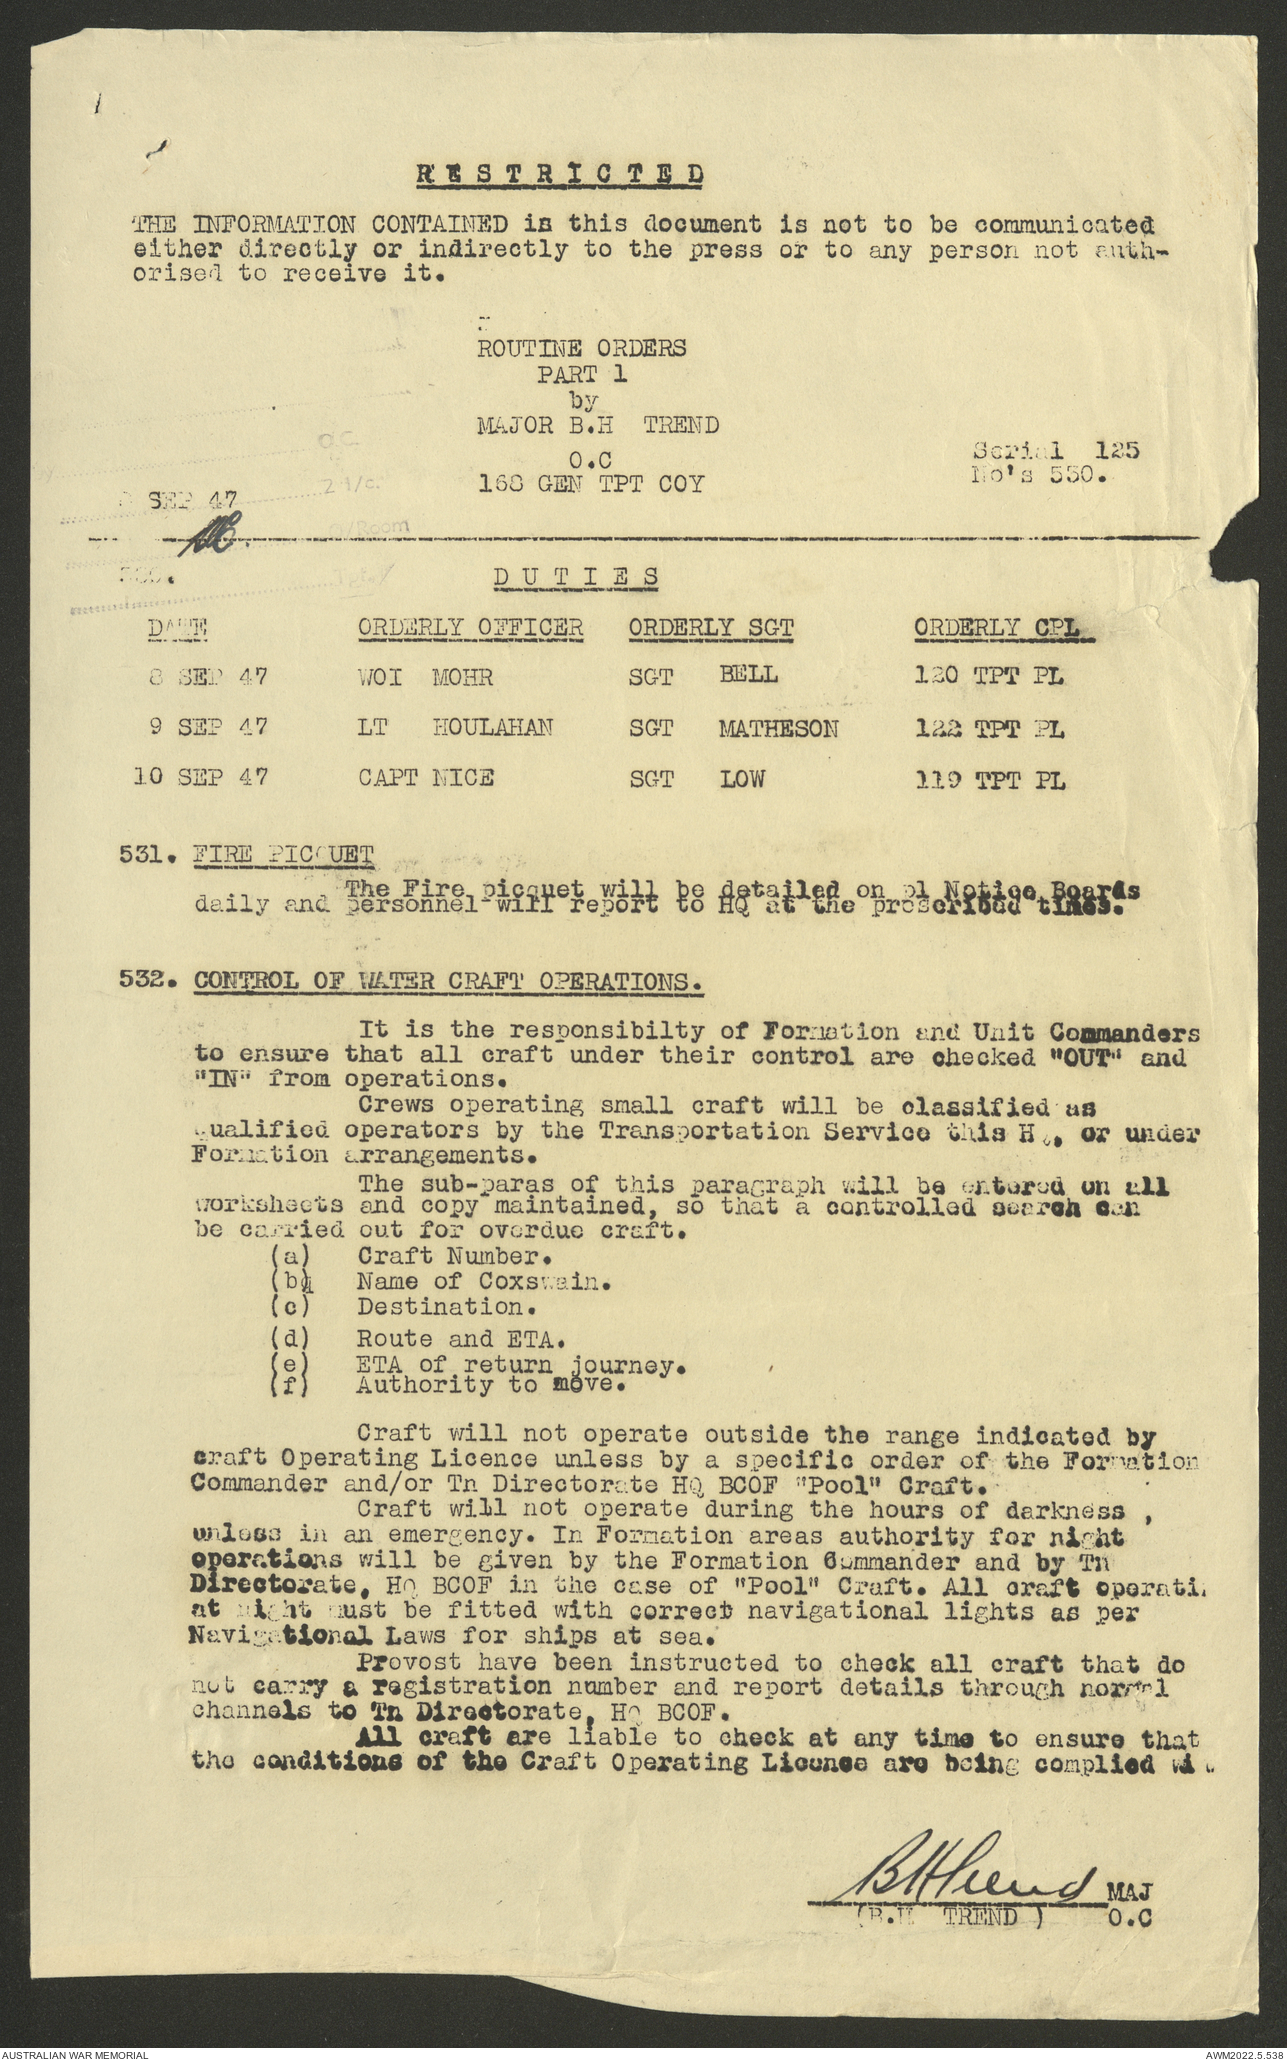 RESTRICTED
THE INFORMATION CONTAINED in this document is not to be communicated
either directly or indirectly to the press or to any person not auth-
orised to receive it.
ROUTINE ORDERS
PART 1
by
MAJOR B.H TREND
O.C
168 GEN TPT COY
Serial 125
No's 530.
O.C.
2 i/c.
SEP 47
O/Room
DUTIES
DATE ORDERLY OFFICER ORDERLY SGT ORDERLY CPL
8 SEP 47 WOI MOHR SGT BELL 120 TPT PL
9 SEP 47 LT HOULAHAN SGT MATHESON 122 TPT PL
10 SEP 47 CAPT NICE SGT LOW 119 TPT PL
531. FIRE PICQUET
The Fire picquet will be detailed on pl Notice Boards
daily and personnel will report to HQ at the proscribed times.
532. CONTROL OF WATER CRAFT OPERATIONS.
It is the responsibilty of Formation and Unit Commanders
to ensure that all craft under their control are checked "OUT" and
"IN" from operations.
Crews operating small craft will be classified as
qualified operators by the Transportation Service this HQ, or under
Formation arrangements.
The sub-paras of this paragraph will be entered on all
worksheets and copy maintained, so that a controlled search can
be carried out for overdue craft.
(a) Craft Number.
(b) Name of Coxswain.
(c) Destination.
(d) Route and ETA.
(e) ETA of return journey.
(f) Authority to move.
Craft will not operate outside the range indicated by
craft Operating Licence unless by a specific order of the Formation
Commander and/or Tn Directorate HQ BCOF "Pool" Craft.
Craft will not operate during the hours of darkness ,
unless in an emergency. In Formation areas authority for night
operations will be given by the Formation Commander and by Tn
Directorate, HQ BCOF in the case of "Pool" Craft. All craft operatin
at night must be fitted with correct navigational lights as per
Navigational Laws for ships at sea.
Provost have been instructed to check all craft that do
not carry a registration number and report details through normal
channels to Tn Directorate, HQ BCOF.
All craft are liable to check at any time to ensure that
the conditions of the Craft Operating Licence are being complied wi
BHTrend MAJ
(B.H TREND ) O.C
AUSTRALIAN WAR MEMORIAL
AWM2022.5.538